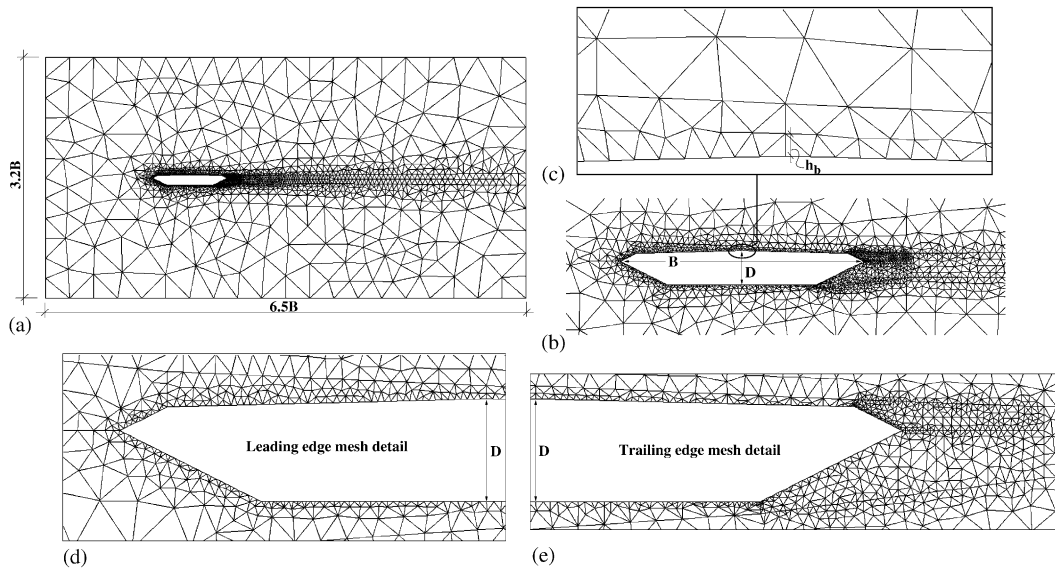 3.2B
6.5B
(a)
h_b
(c)
B
D
(b)
Leading edge mesh detail
D
(d)
D
Trailing edge mesh detail
(e)